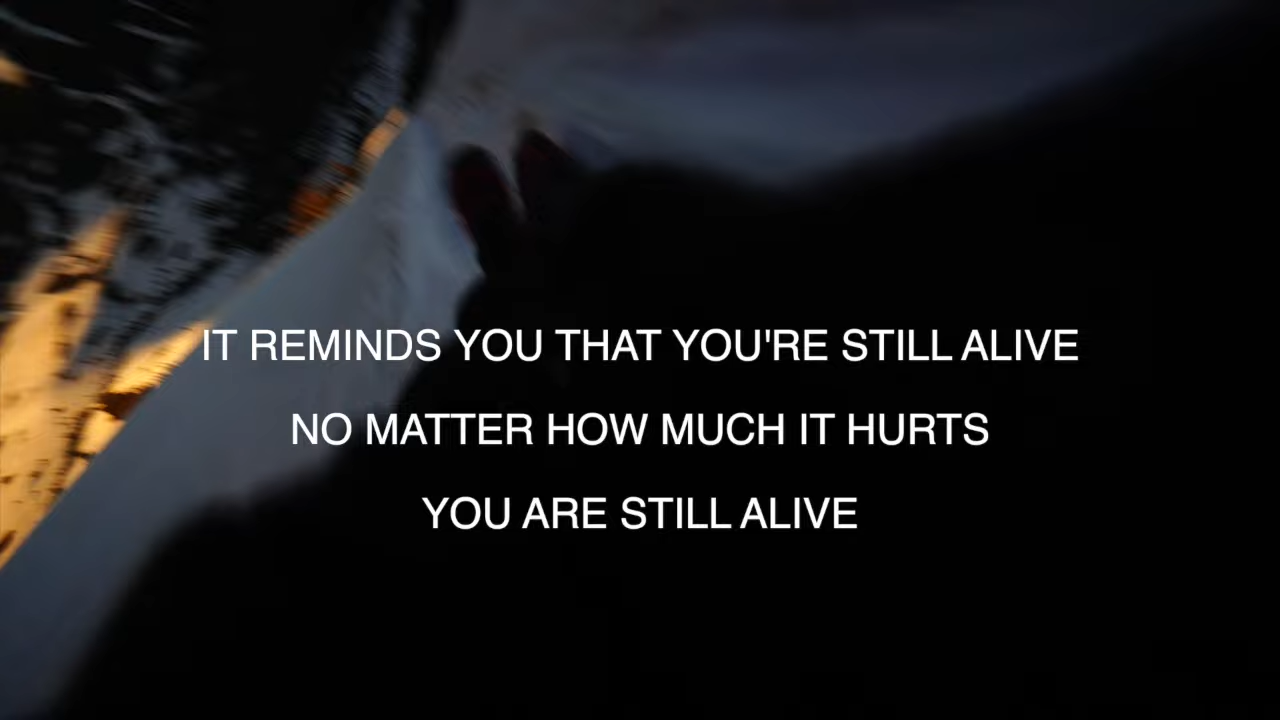 IT REMINDS YOU THAT YOU'RE STILL ALIVE
NO MATTER HOW MUCH IT HURTS
YOU ARE STILL ALIVE